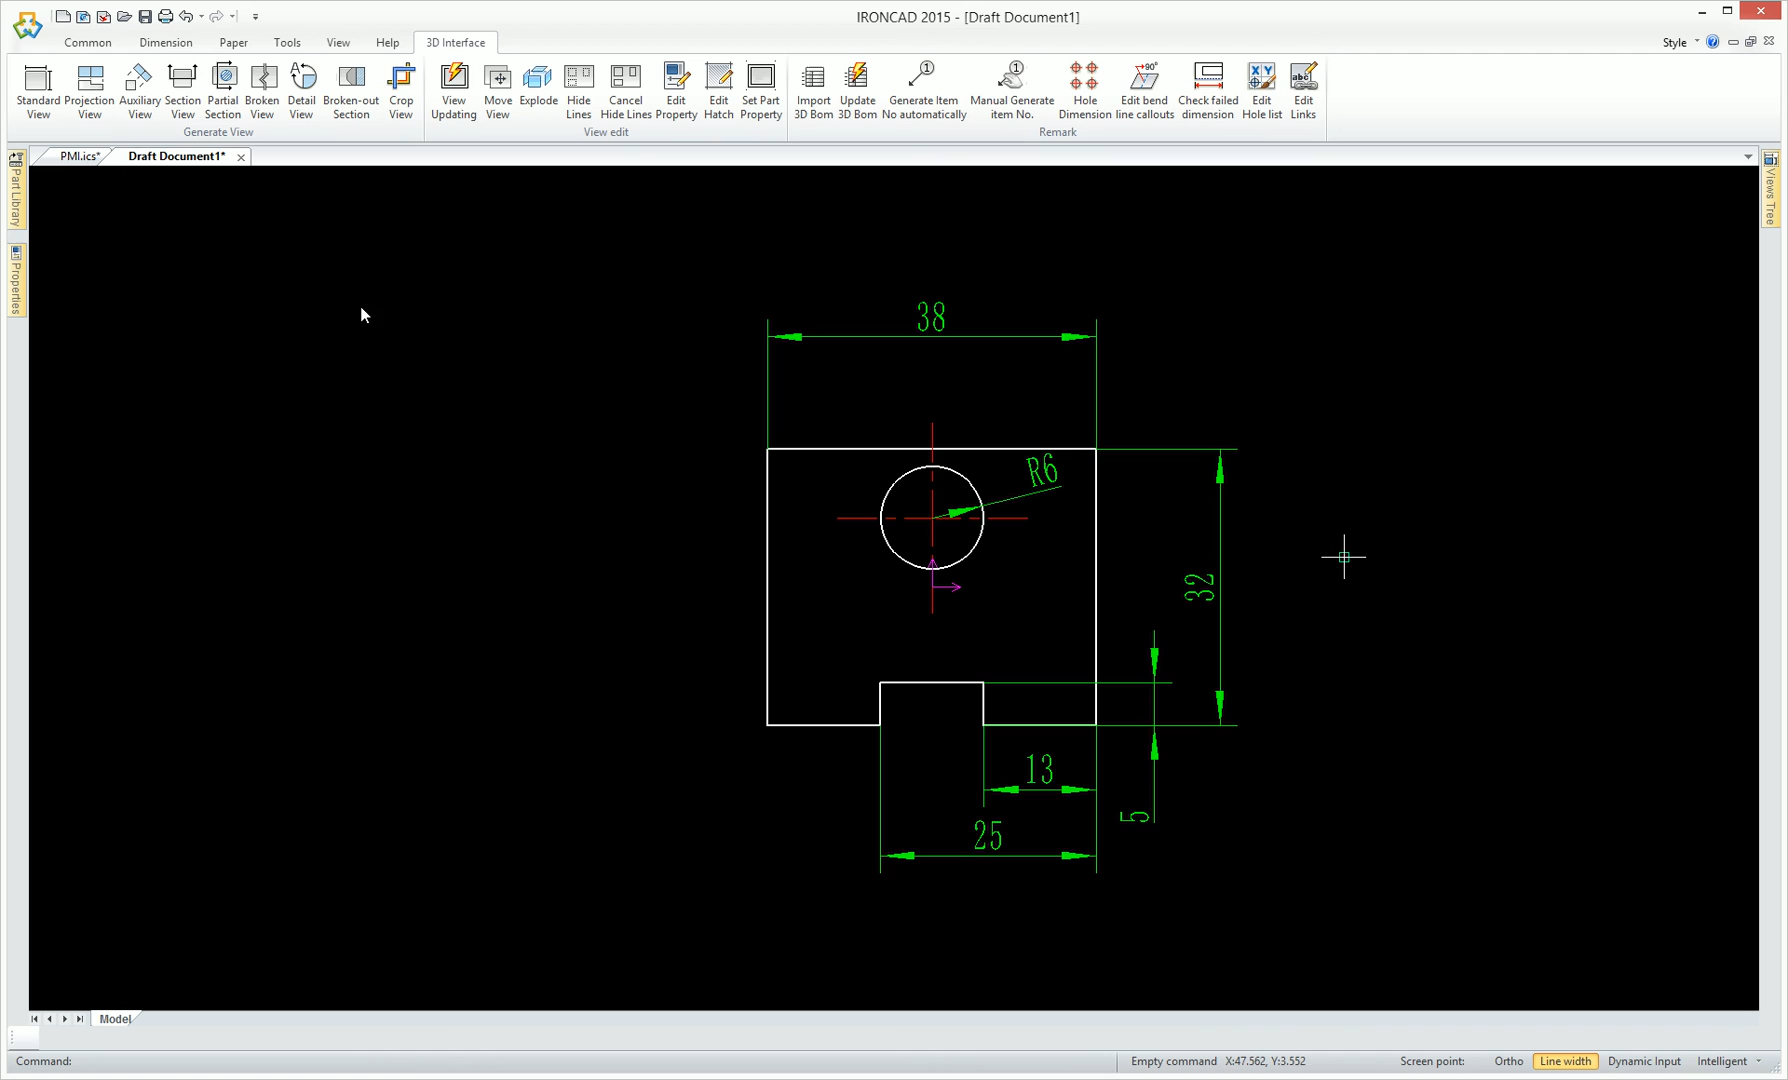 IRONCAD 2015 - [Draft Document1]
Common Dimension Paper Tools View Help 3D Interface
Style
Standard View
Projection View
Auxiliary View
Section View
Partial Section
Broken View
Detail View
Broken-out Section
Crop View
Generate View
View Updating
Move View
Explode
Hide Lines
Cancel Hide Lines
Edit Property
Edit Hatch
Set Part Property
View edit
Import 3D Bom
Update 3D Bom
Generate Item No automatically
Manual Generate item No.
Hole Dimension
+90°
Edit bend line callouts
Check failed dimension
X Y
Edit Hole list
abc
Edit Links
Remark
PMI.ics*
Draft Document1*
Part Library
Properties
Views Tree
38
R6
32
13
5
25
Model
Command:
Empty command X:47.562, Y:3.552
Screen point: Ortho Line width Dynamic Input Intelligent